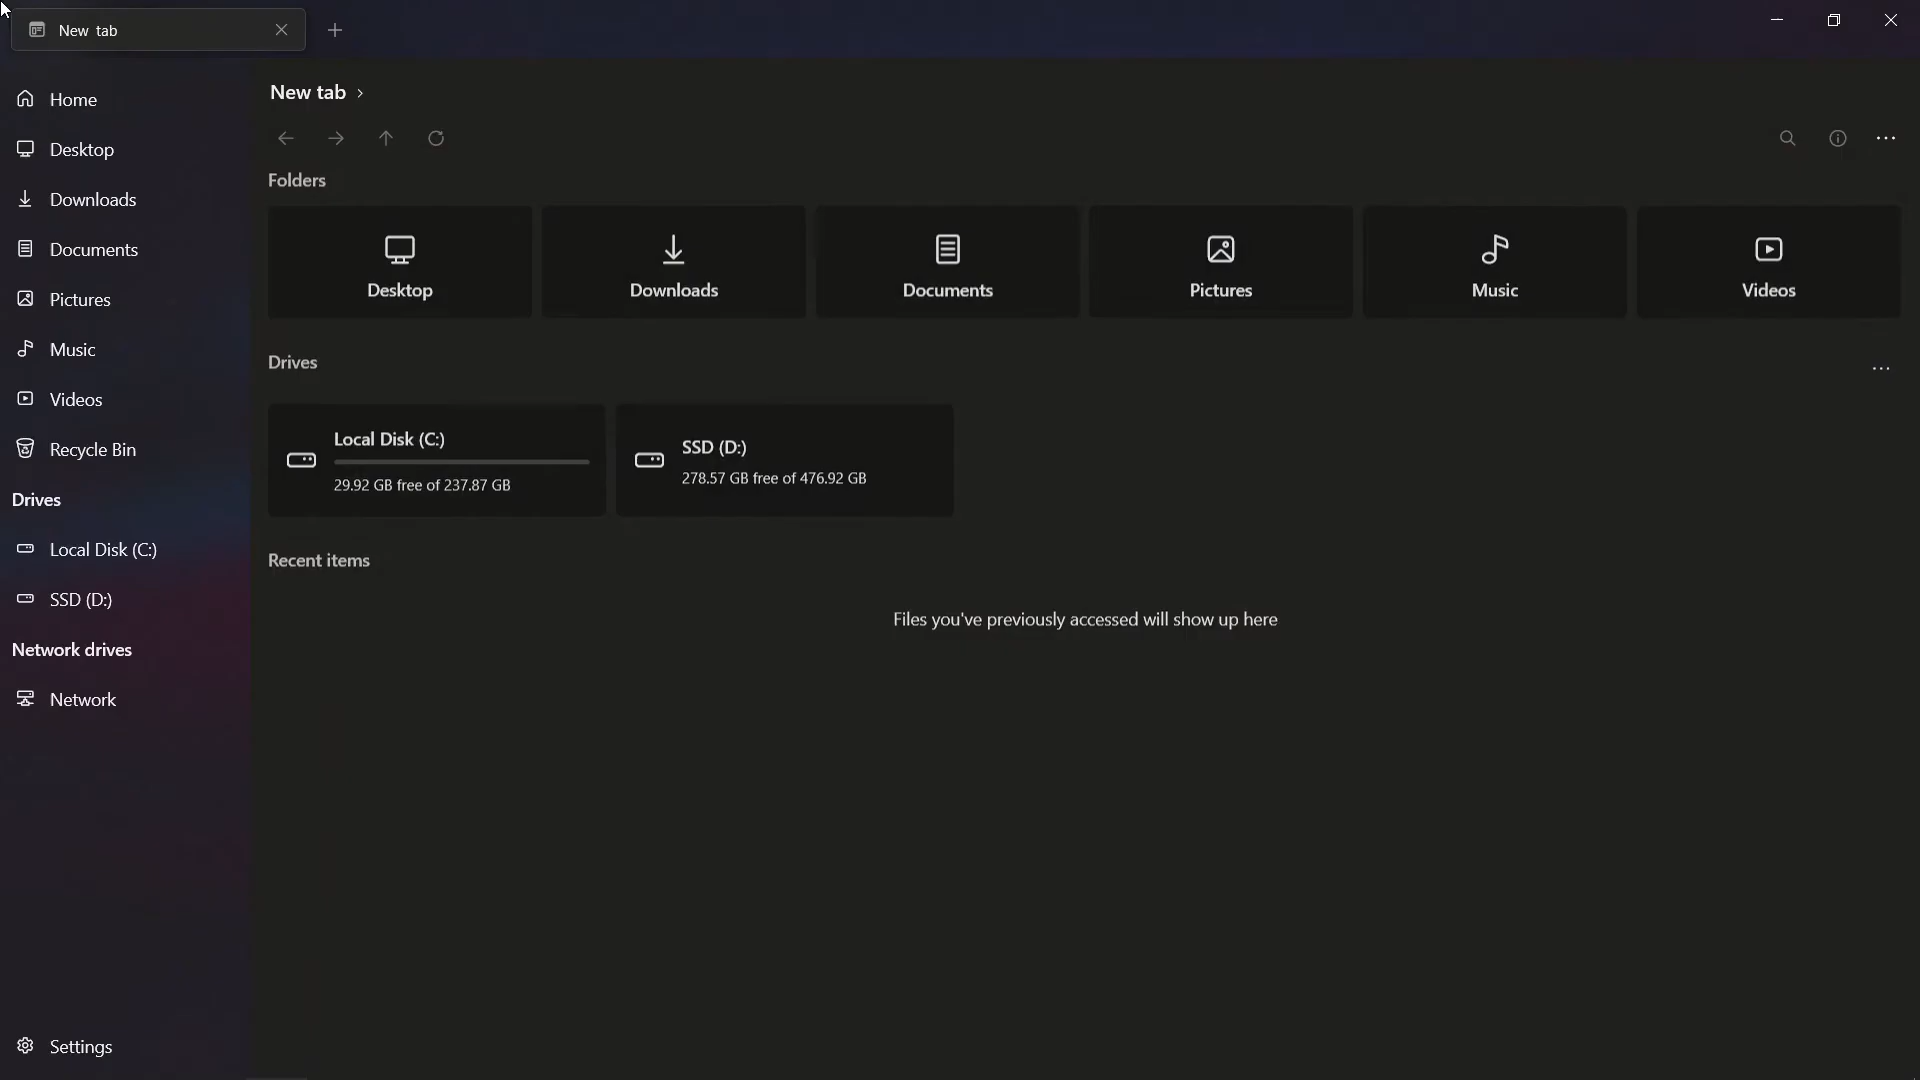 New tab
Home
Desktop
Downloads
Documents
Pictures
Music
Videos
Recycle Bin
Drives
Local Disk (C:)
SSD (D:)
Network drives
Network
Settings
New tab
Folders
Desktop
Downloads
Documents
Pictures
Music
Videos
Drives
Local Disk (C:)
29.92 GB free of 237.87 GB
SSD (D:)
278.57 GB free of 476.92 GB
Recent items
Files you've previously accessed will show up here